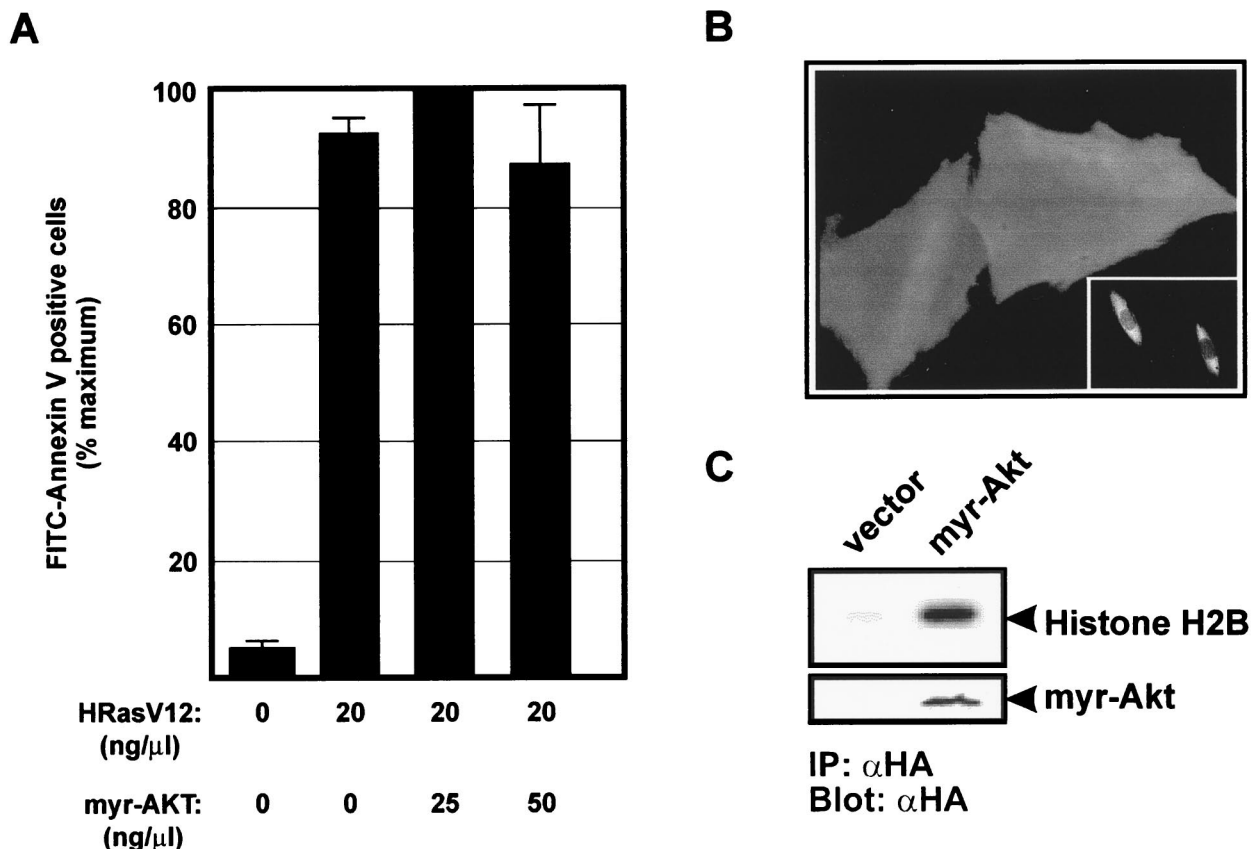 A
FITC-Annexin V positive cells
(% maximum)
100
80
60
40
20
HRasV12: 0 20 20 20
(ng/μl)
myr-AKT: 0 0 25 50
(ng/μl)
B
C
vector
myr-Akt
Histone H2B
myr-Akt
IP: αHA
Blot: αHA